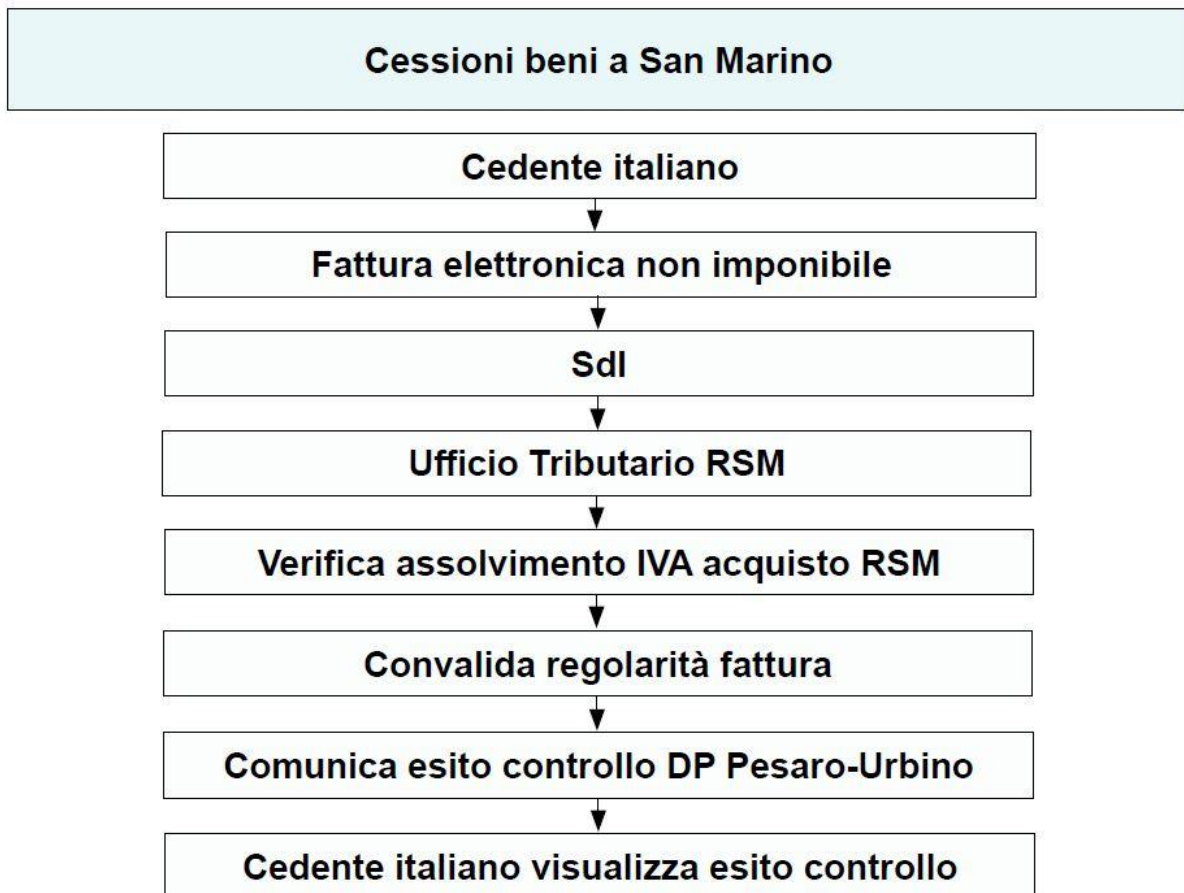 Cessioni beni a San Marino
Cedente italiano
Fattura elettronica non imponibile
SdI
Ufficio Tributario RSM
Verifica assolvimento IVA acquisto RSM
Convalida regolarità fattura
Comunica esito controllo DP Pesaro-Urbino
Cedente italiano visualizza esito controllo